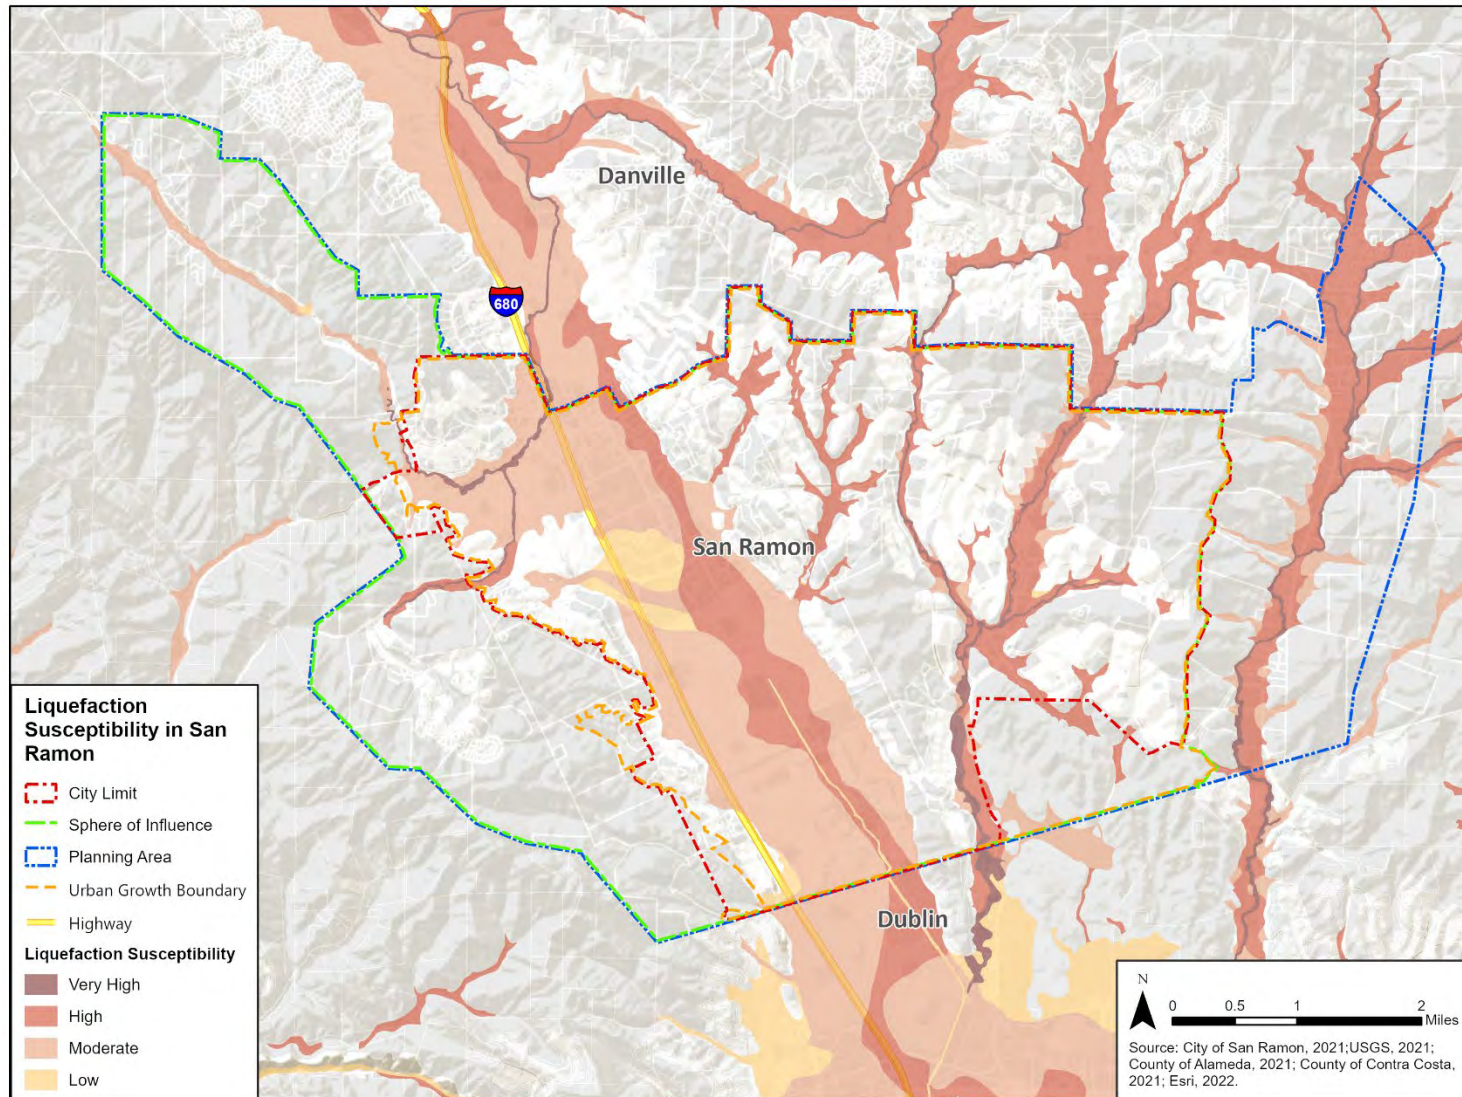 Danville
680
San Ramon
Dublin
Liquefaction
Susceptibility in San
Ramon
City Limit
Sphere of Influence
Planning Area
Urban Growth Boundary
Highway
Liquefaction Susceptibility
Very High
High
Moderate
Low
N
0 0.5 1 2
Miles
Source: City of San Ramon, 2021;USGS, 2021;
County of Alameda, 2021; County of Contra Costa,
2021; Esri, 2022.